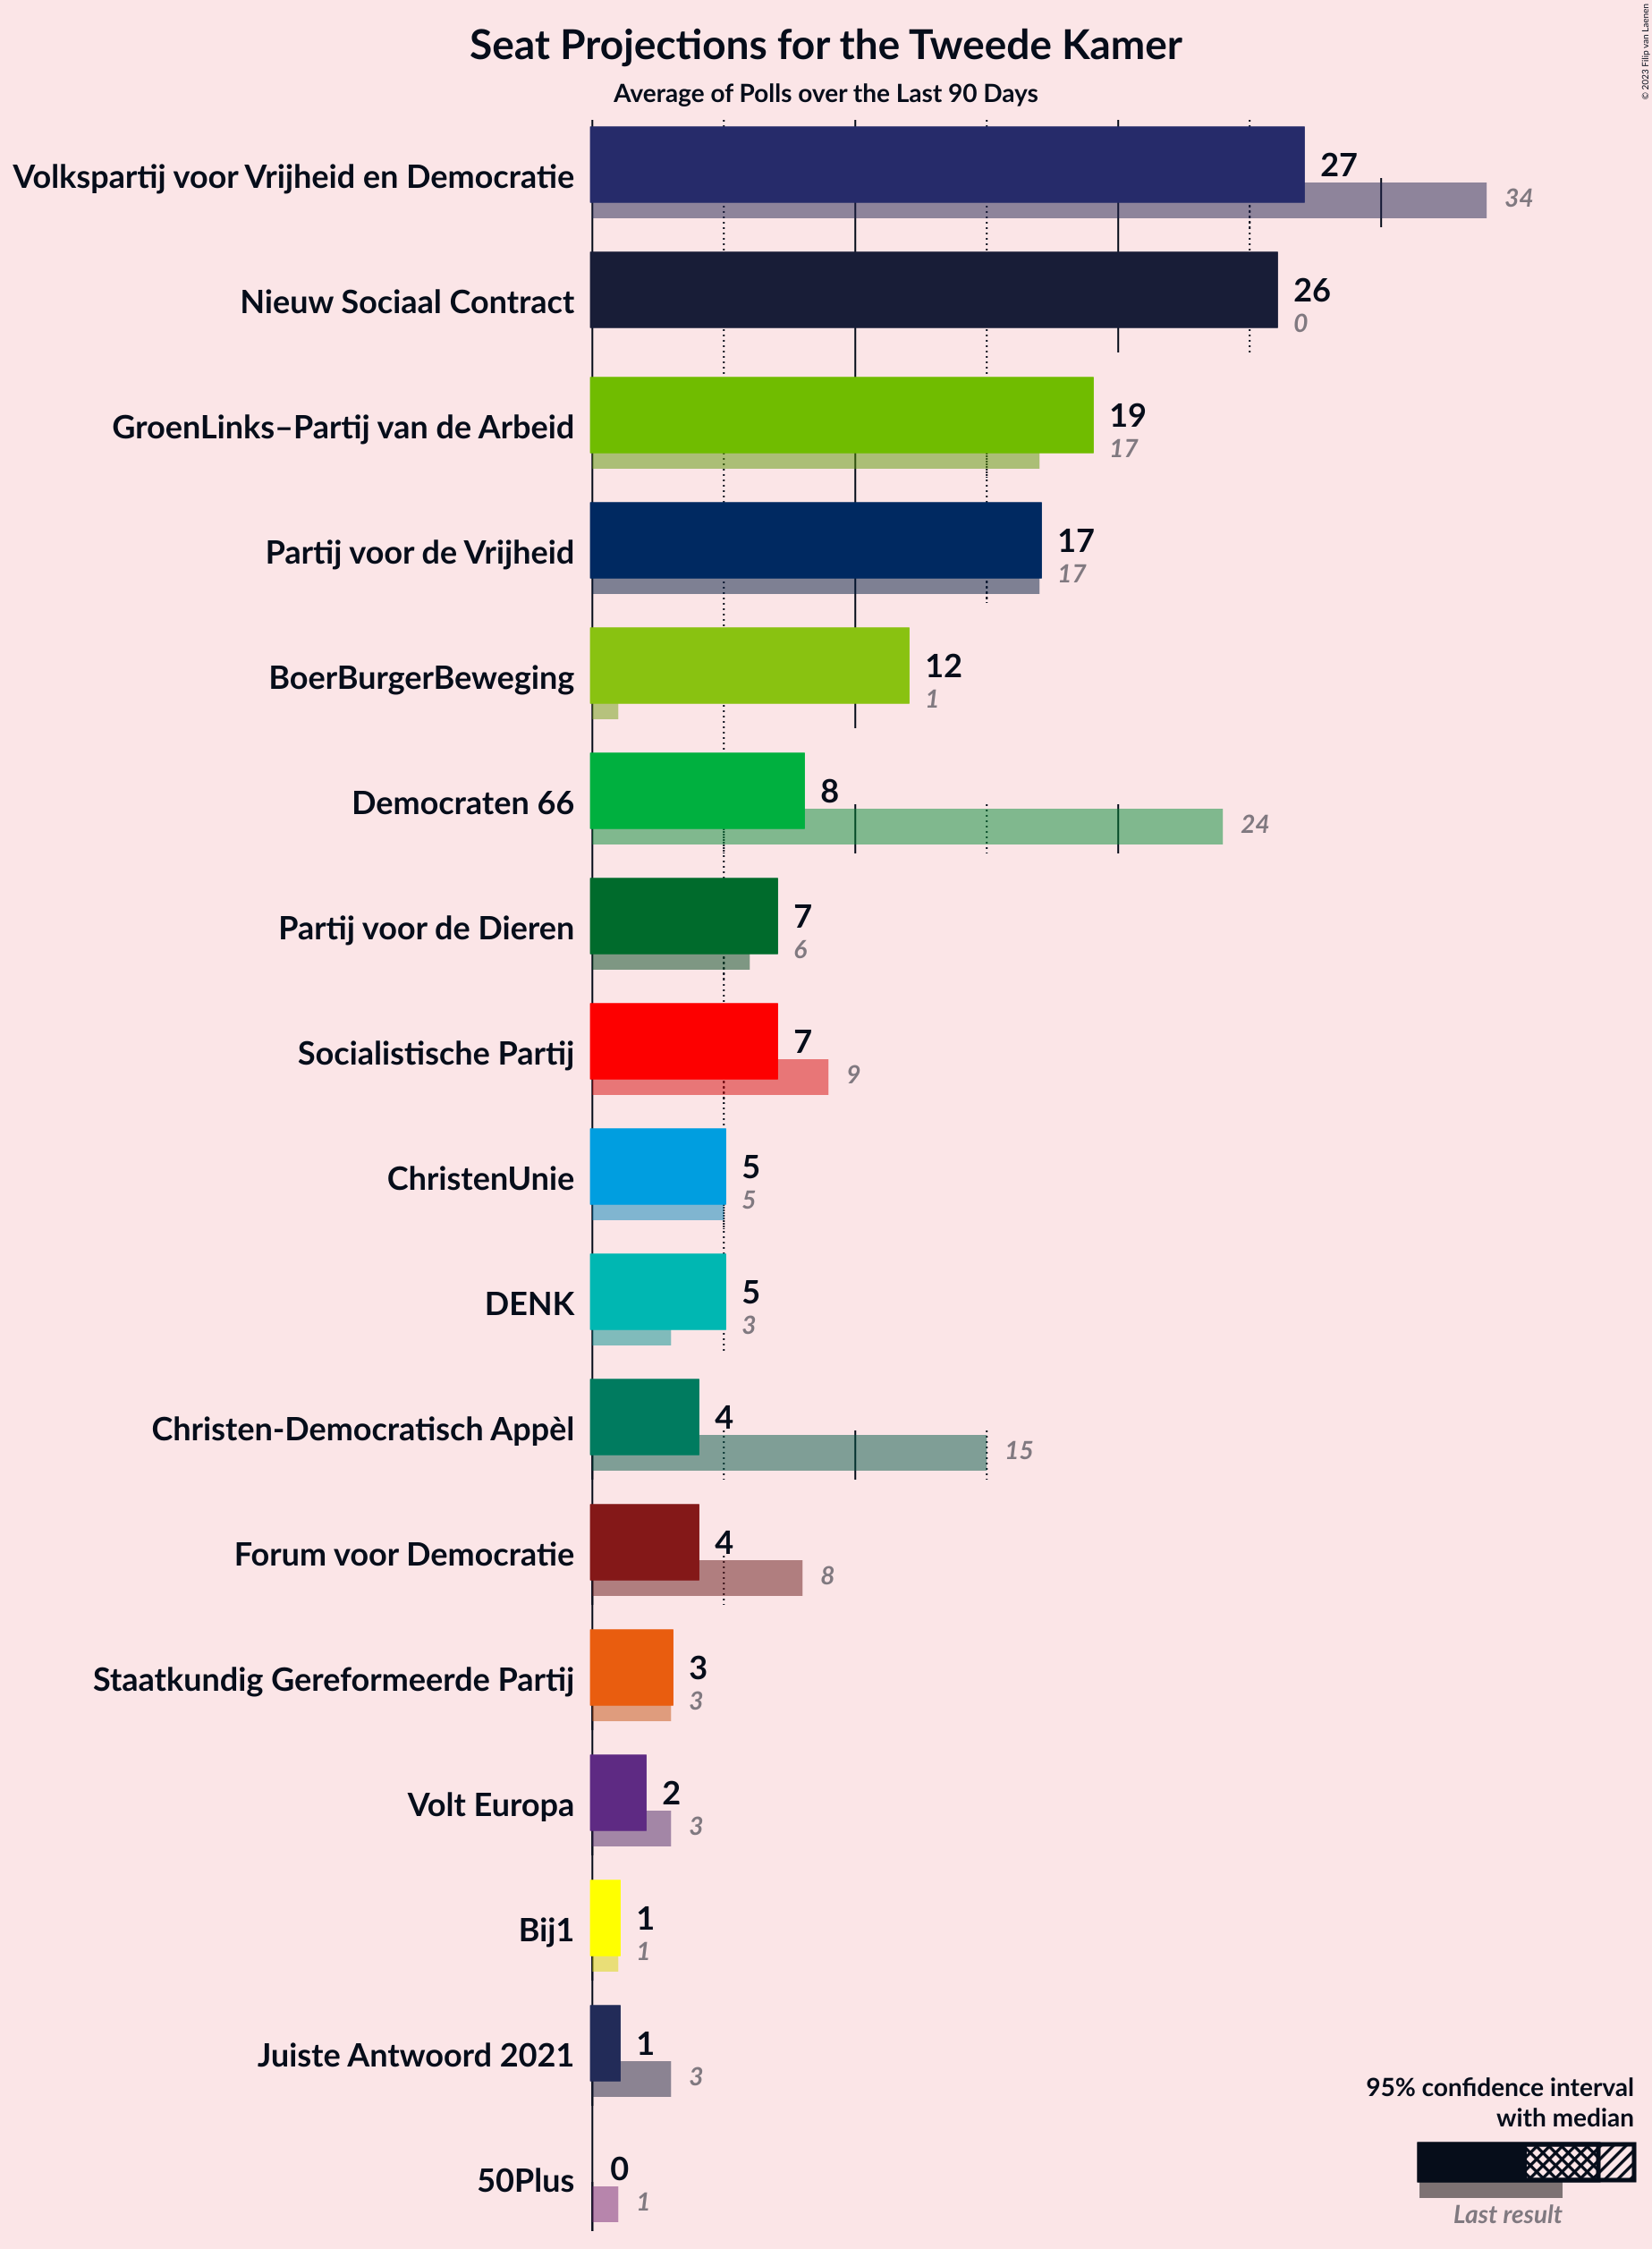 Seat Projections for the Tweede Kamer
Average of Polls over the Last 90 Days
© 2023 Filip van Laenen
Volkspartij voor Vrijheid en Democratie
27
34
Nieuw Sociaal Contract
26
0
GroenLinks–Partij van de Arbeid
19
17
Partij voor de Vrijheid
17
17
BoerBurgerBeweging
12
1
Democraten 66
8
24
Partij voor de Dieren
7
6
Socialistische Partij
7
9
ChristenUnie
5
5
DENK
5
3
Christen-Democratisch Appèl
4
15
Forum voor Democratie
4
8
Staatkundig Gereformeerde Partij
3
3
Volt Europa
2
3
Bij1
1
1
Juiste Antwoord 2021
1
3
50Plus
0
1
95% confidence interval
with median
Last result